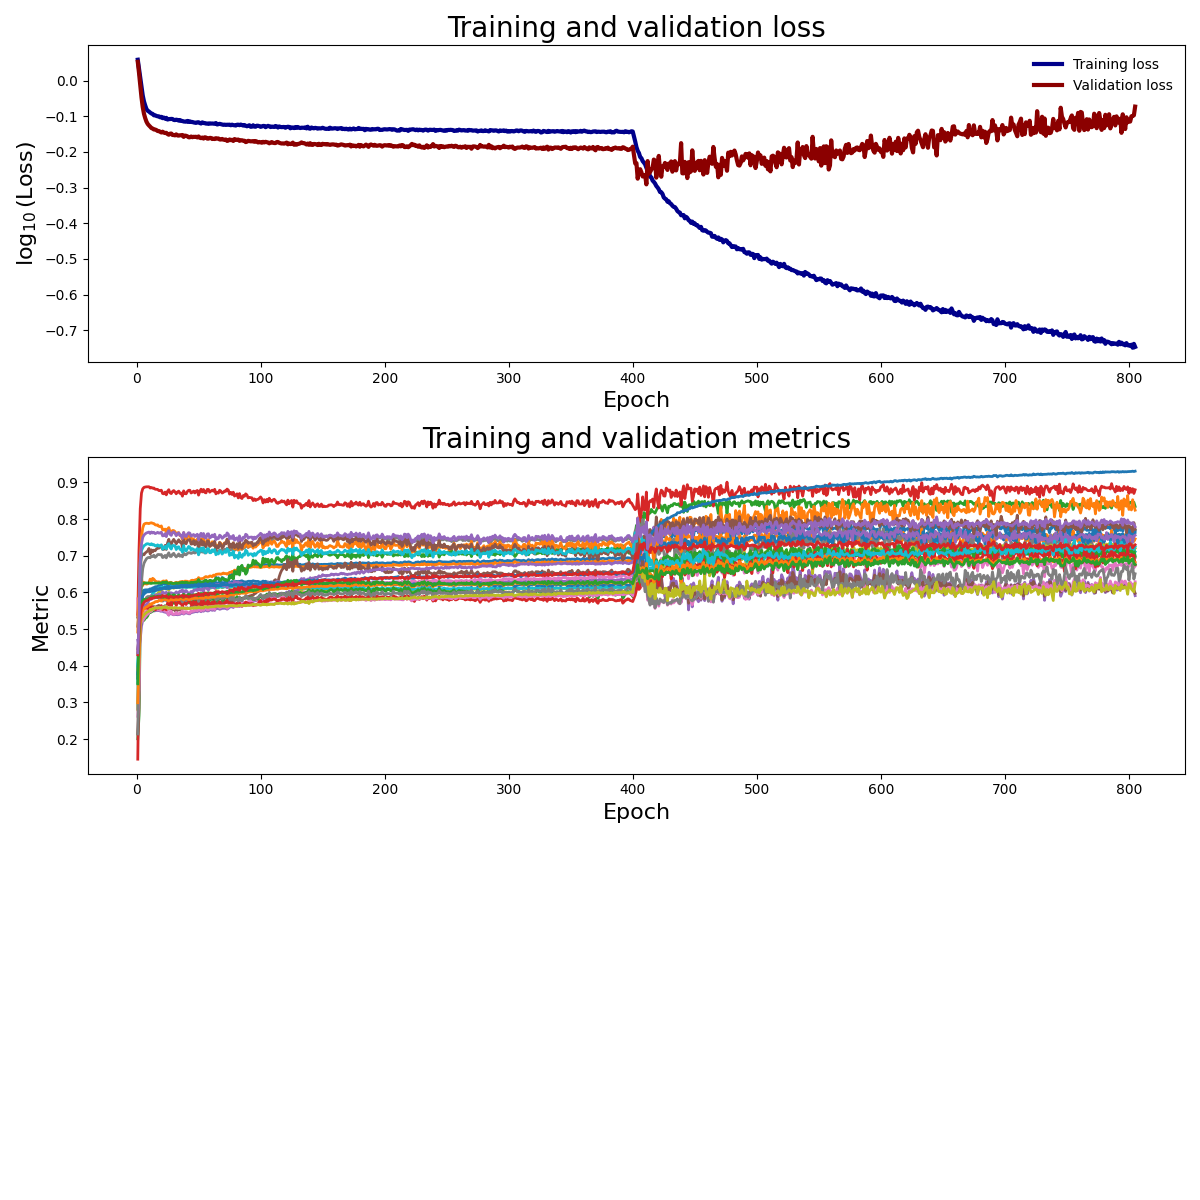 Training and validation loss
Training loss
Validation loss
0.0
−0.1
−0.2
−0.3
−0.4
−0.5
−0.6
−0.7
log₁₀(Loss)
0 100 200 300 400 500 600 700 800
Epoch
Training and validation metrics
0.9
0.8
0.7
0.6
0.5
0.4
0.3
0.2
Metric
0 100 200 300 400 500 600 700 800
Epoch